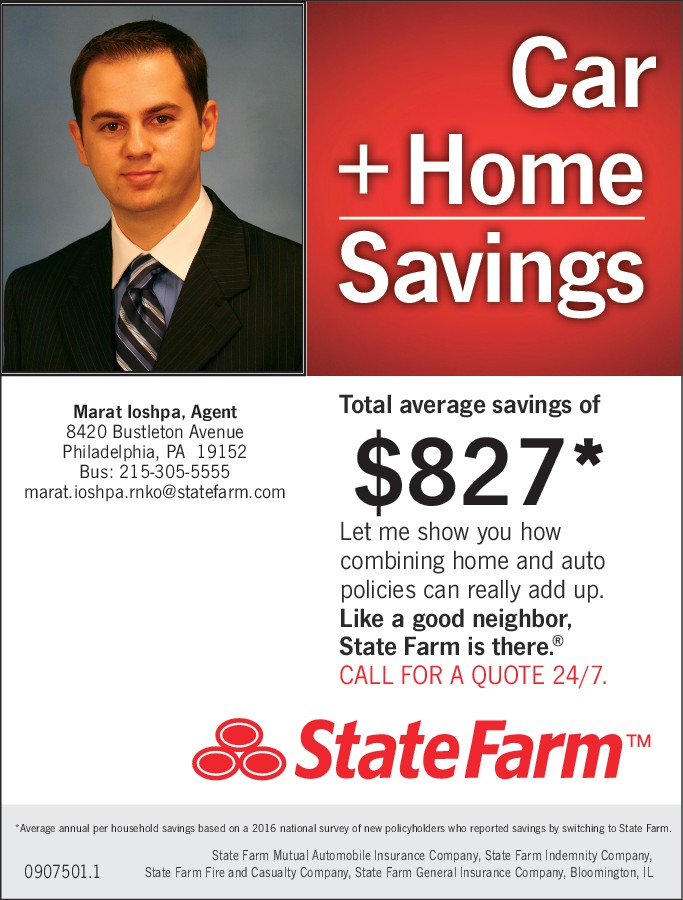 Car
+ Home
Savings
Marat Ioshpa, Agent
8420 Bustleton Avenue
Philadelphia, PA 19152
Bus: 215-305-5555
marat.ioshpa.rnko@statefarm.com
Total average savings of
$827*
Let me show you how
combining home and auto
policies can really add up.
Like a good neighbor,
State Farm is there.®
CALL FOR A QUOTE 24/7.
State Farm™
*Average annual per household savings based on a 2016 national survey of new policyholders who reported savings by switching to State Farm.
0907501.1
State Farm Mutual Automobile Insurance Company, State Farm Indemnity Company,
State Farm Fire and Casualty Company, State Farm General Insurance Company, Bloomington, IL